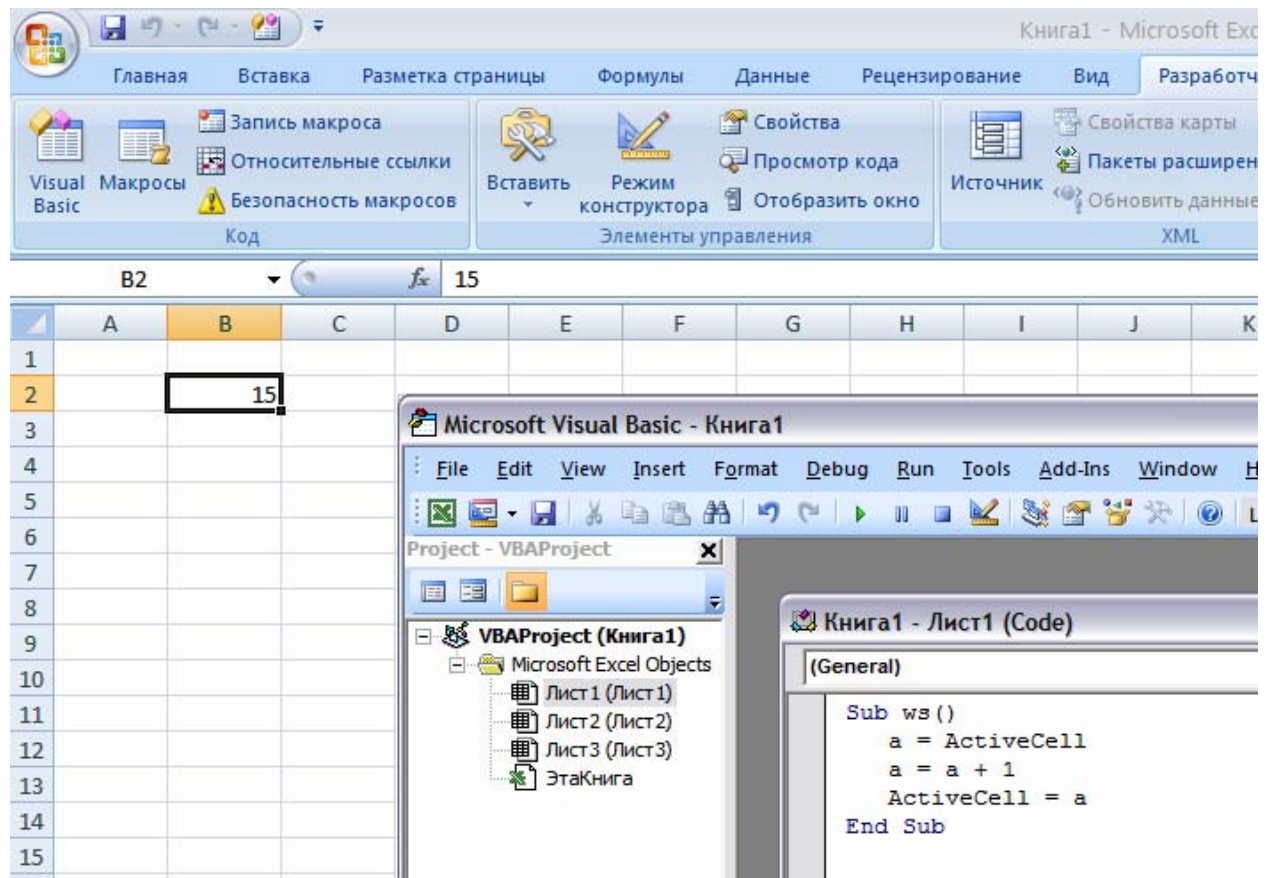 Книга1 - Microsoft Exc
Главная Вставка Разметка страницы Формулы Данные Рецензирование Вид Разработч
Visual Basic
Макросы
Запись макроса
Относительные ссылки
Безопасность макросов
Код
Вставить
Режим конструктора
Свойства
Просмотр кода
Отобразить окно
Элементы управления
Источник
Свойства карты
Пакеты расширен
Обновить данные
XML
B2 fx 15
A B C D E F G H I J K
1
2 15
3
4
5
6
7
8
9
10
11
12
13
14
15
Microsoft Visual Basic - Книга1
File Edit View Insert Format Debug Run Tools Add-Ins Window H
L
Project - VBAProject
VBAProject (Книга1)
Microsoft Excel Objects
Лист1 (Лист1)
Лист2 (Лист2)
Лист3 (Лист3)
ЭтаКнига
Книга1 - Лист1 (Code)
(General)
Sub ws()
a = ActiveCell
a = a + 1
ActiveCell = a
End Sub